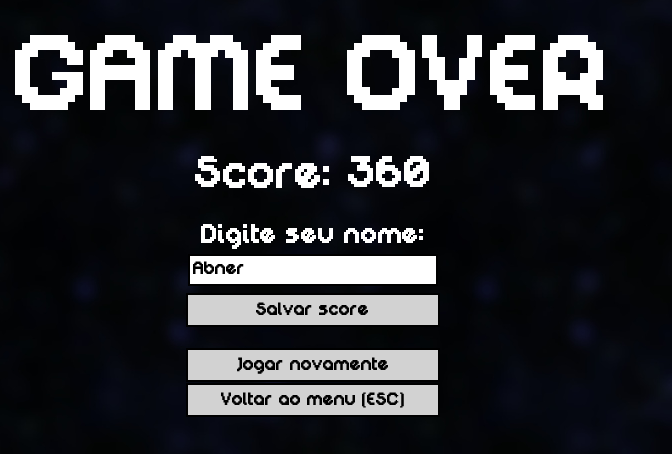 GAME OVER
Score: 360
Digite seu nome:
Abner
Salvar score
Jogar novamente
Voltar ao menu (ESC)